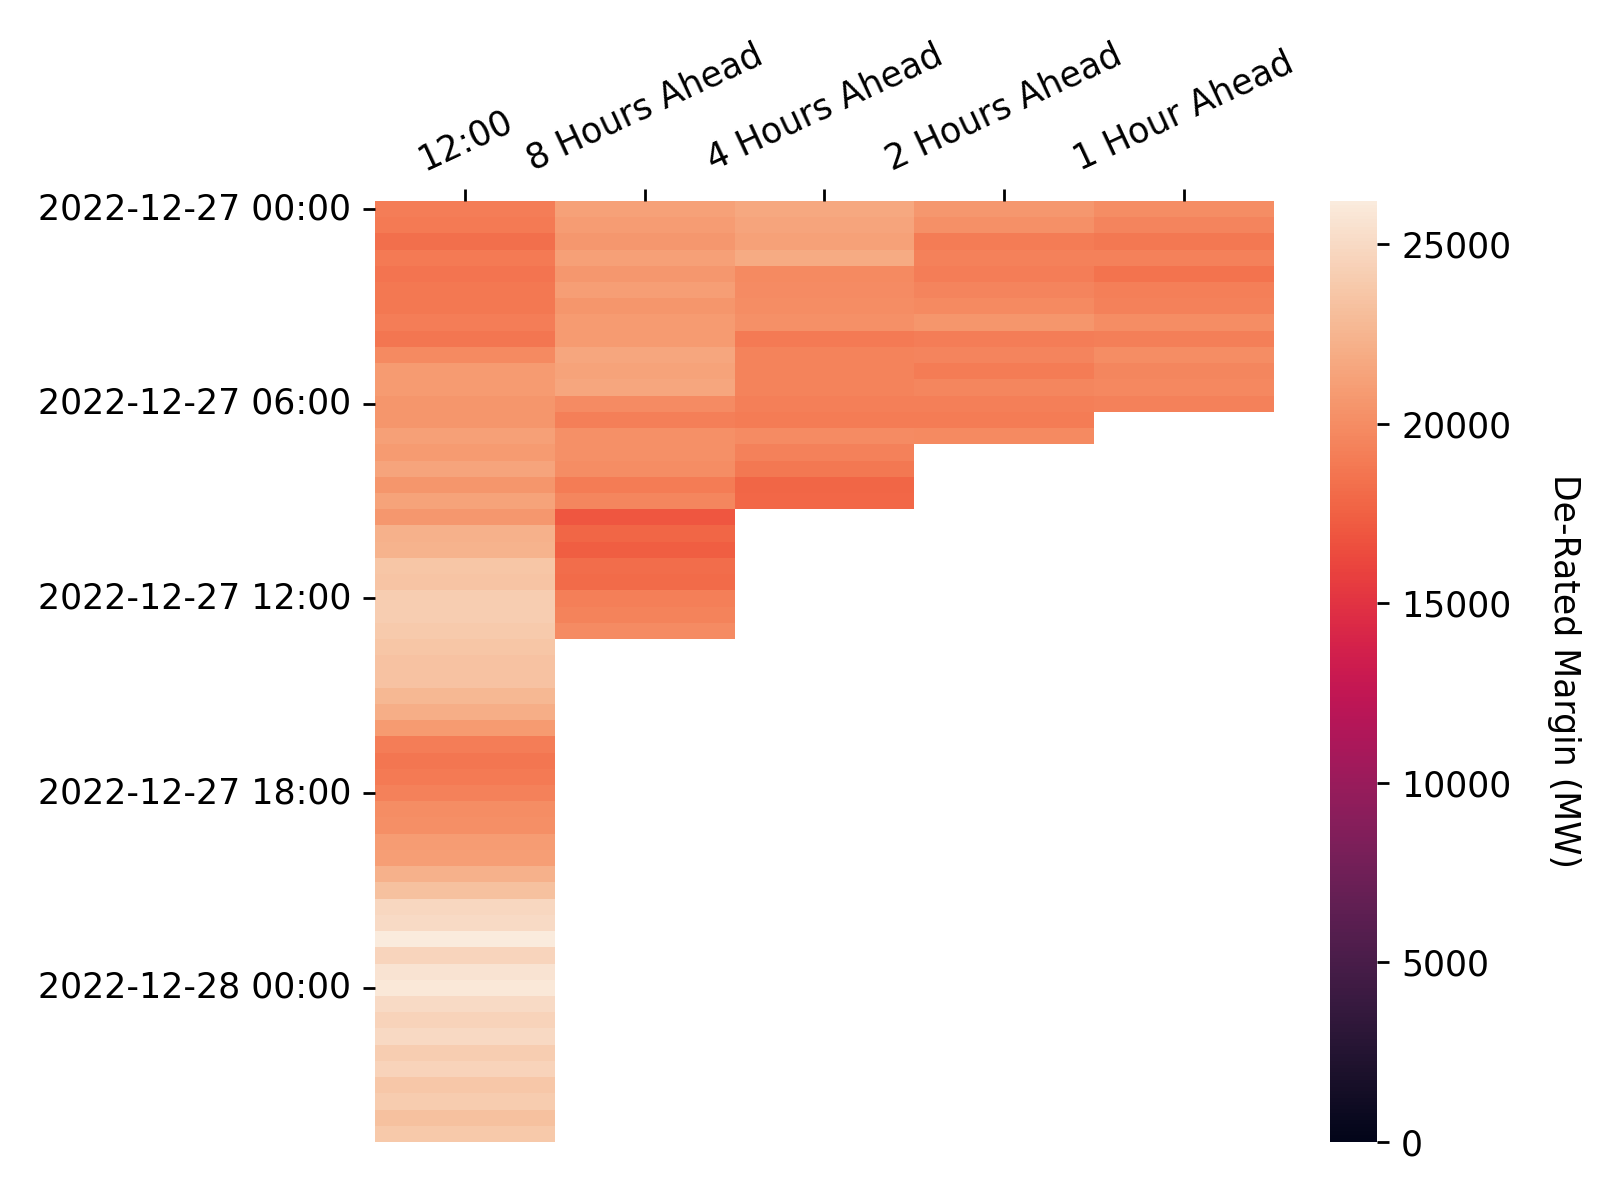 12:00
8 Hours Ahead
4 Hours Ahead
2 Hours Ahead
1 Hour Ahead
2022-12-27 00:00
2022-12-27 06:00
2022-12-27 12:00
2022-12-27 18:00
2022-12-28 00:00
25000
20000
15000
10000
5000
0
De-Rated Margin (MW)